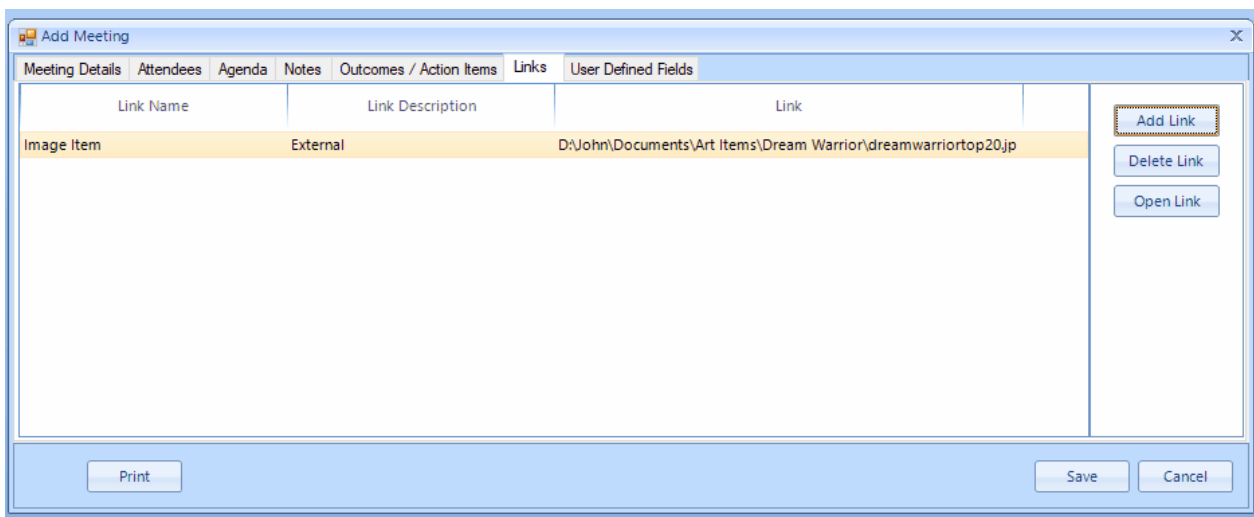 Add Meeting
Meeting Details Attendees Agenda Notes Outcomes / Action Items Links User Defined Fields
Link Name Link Description Link
Add Link
Image Item External D:\John\Documents\Art Items\Dream Warrior\dreamwarriortop20.jp
Delete Link
Open Link
Print Save Cancel